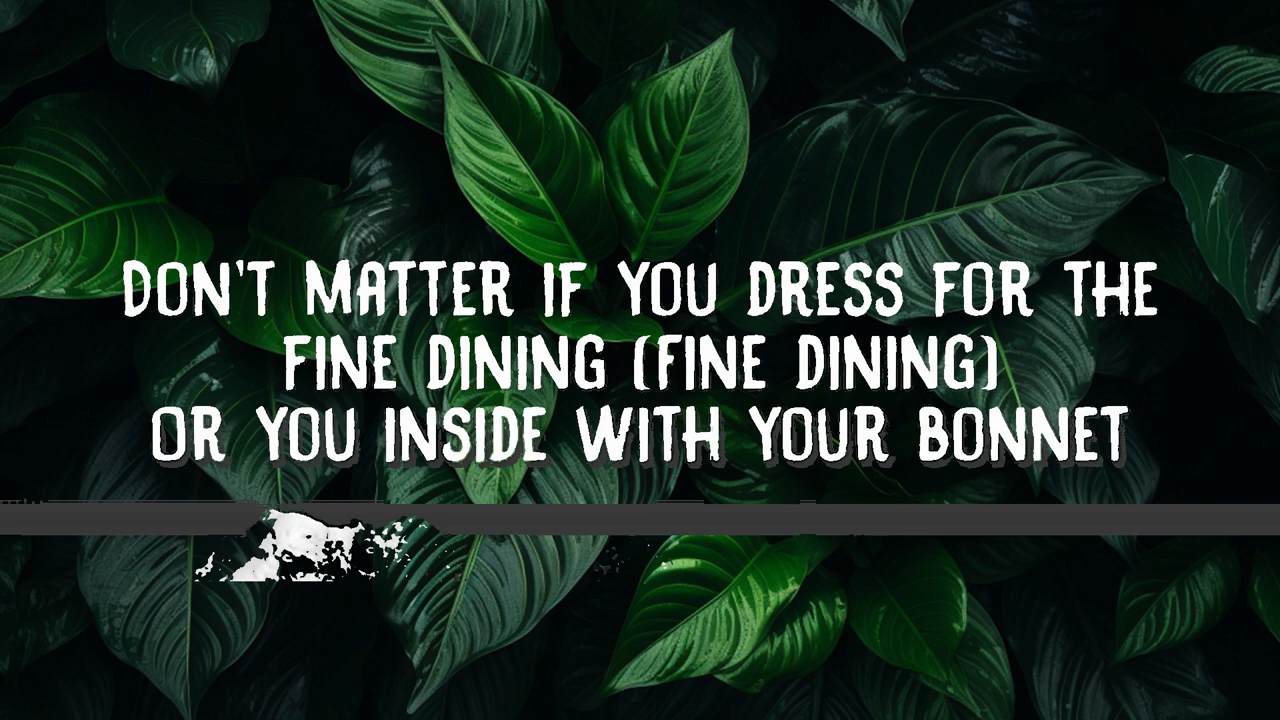 DON'T MATTER IF YOU DRESS FOR THE
FINE DINING (FINE DINING)
OR YOU INSIDE WITH YOUR BONNET